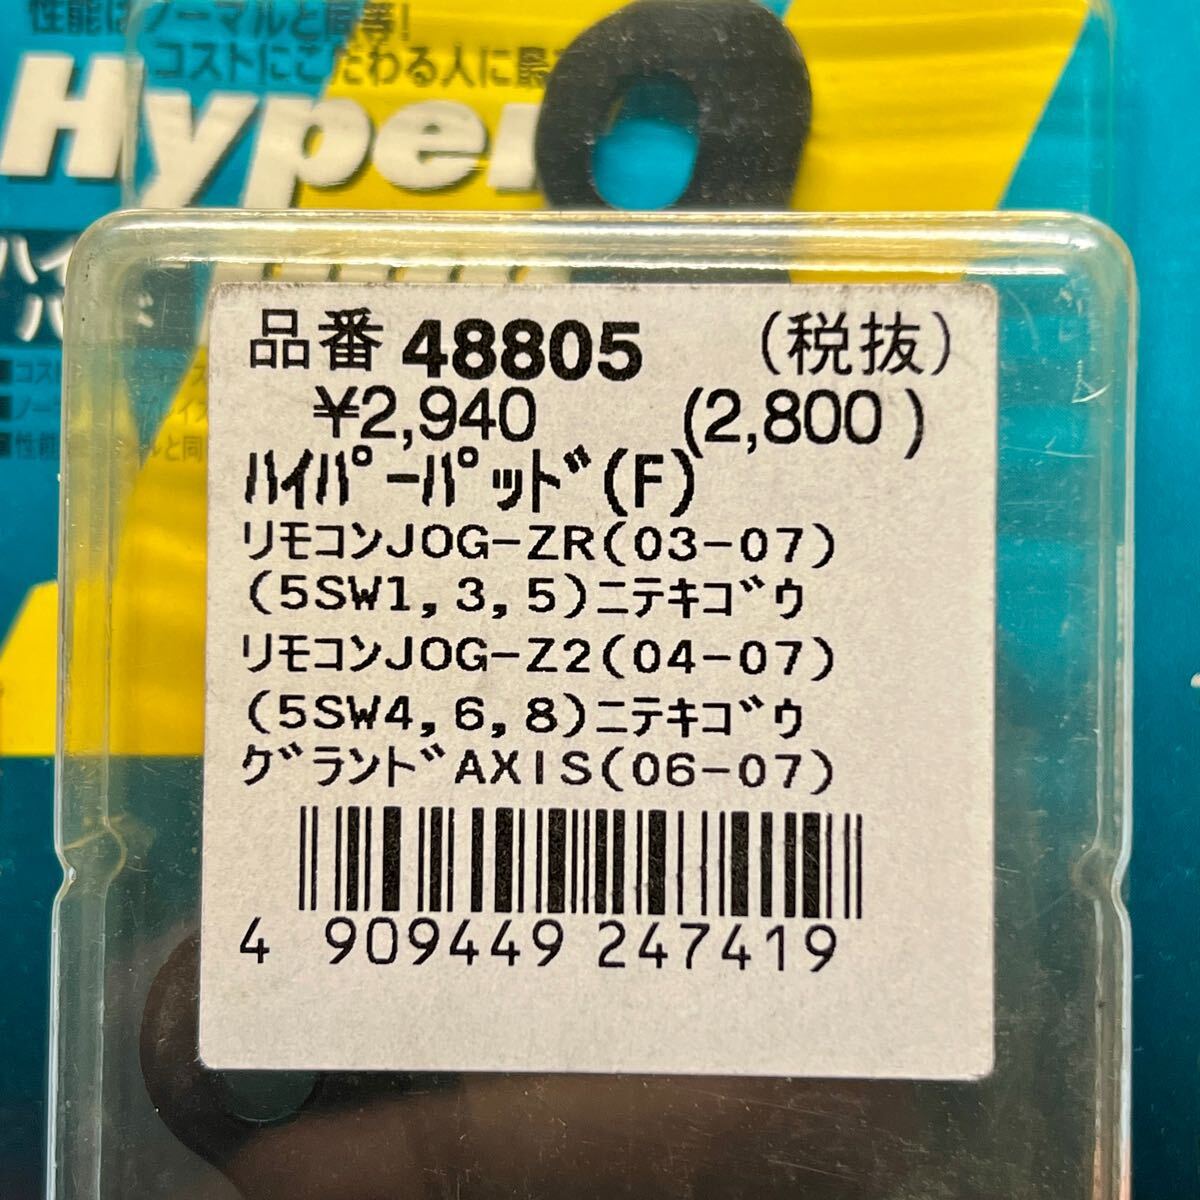 性能はノーマルと同等!
コストにこだわる人に最
Hyper
品番 48805 (税抜)
¥2,940 (2,800)
ﾊｲﾊﾟｰﾊﾟｯﾄﾞ(F)
ﾘﾓｺﾝJOG-ZR(03-07)
(5SW1,3,5)ﾆﾃｷｺﾞｳ
ﾘﾓｺﾝJOG-Z2(04-07)
(5SW4,6,8)ﾆﾃｷｺﾞｳ
ｸﾞﾗﾝﾄﾞAXIS(06-07)
4 909449 247419